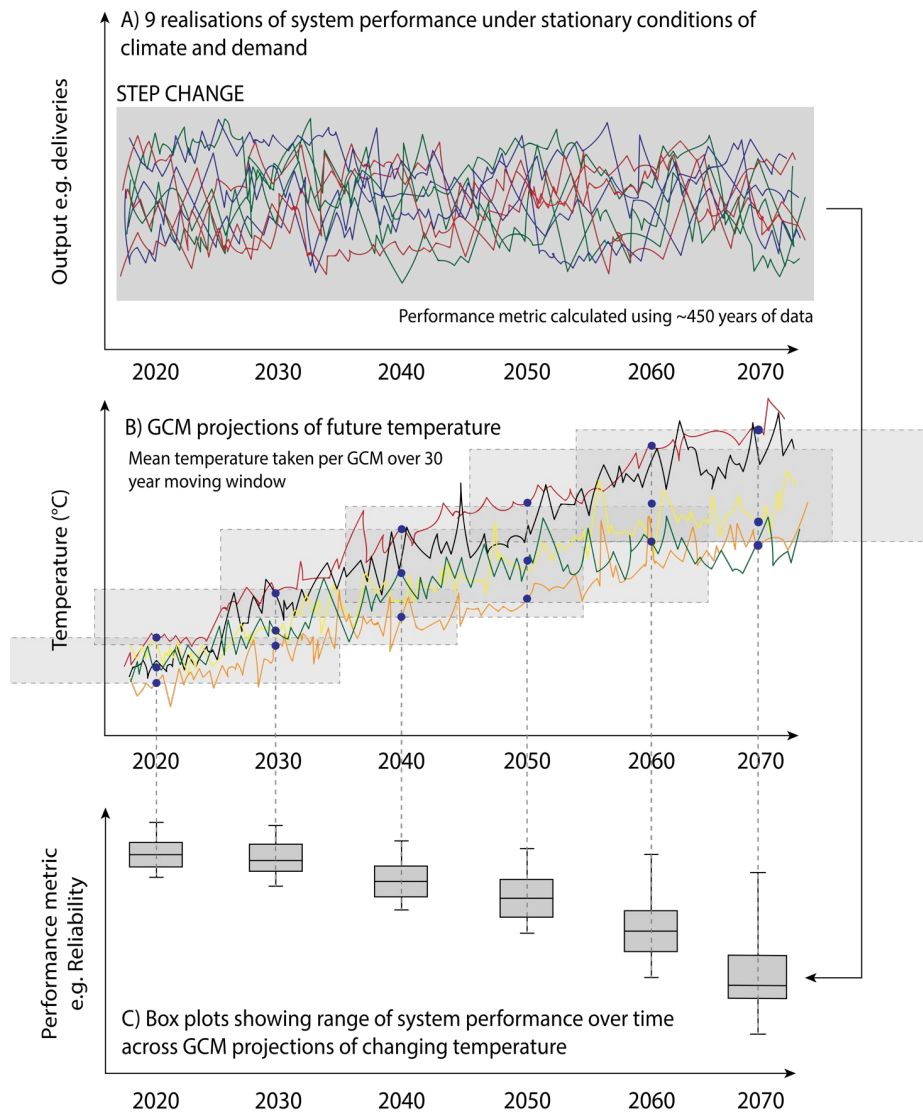 A) 9 realisations of system performance under stationary conditions of
climate and demand
STEP CHANGE
Output e.g. deliveries
Performance metric calculated using ~450 years of data
2020 2030 2040 2050 2060 2070
B) GCM projections of future temperature
Mean temperature taken per GCM over 30
year moving window
Temperature (°C)
2020 2030 2040 2050 2060 2070
Performance metric
e.g. Reliability
C) Box plots showing range of system performance over time
across GCM projections of changing temperature
2020 2030 2040 2050 2060 2070